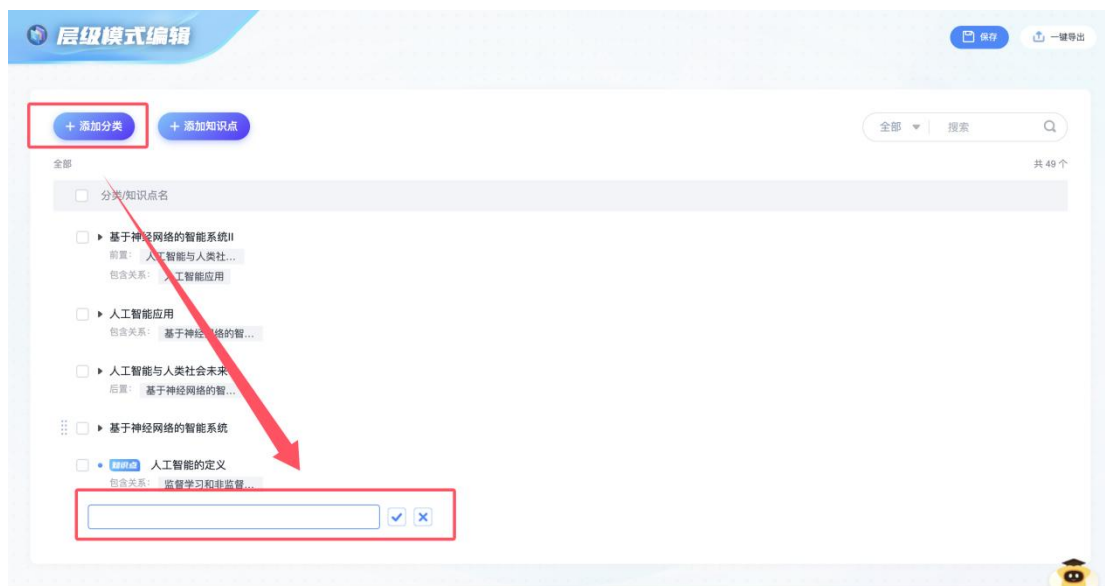 层级模式编辑
保存
一键导出
+ 添加分类
+ 添加知识点
全部
搜索
全部
共 49 个
分类/知识点名
基于神经网络的智能系统II
前置： 人工智能与人类社...
包含关系： 人工智能应用
人工智能应用
包含关系： 基于神经网络的智...
人工智能与人类社会未来
后置： 基于神经网络的智...
基于神经网络的智能系统
知识点 人工智能的定义
包含关系： 监督学习和非监督...